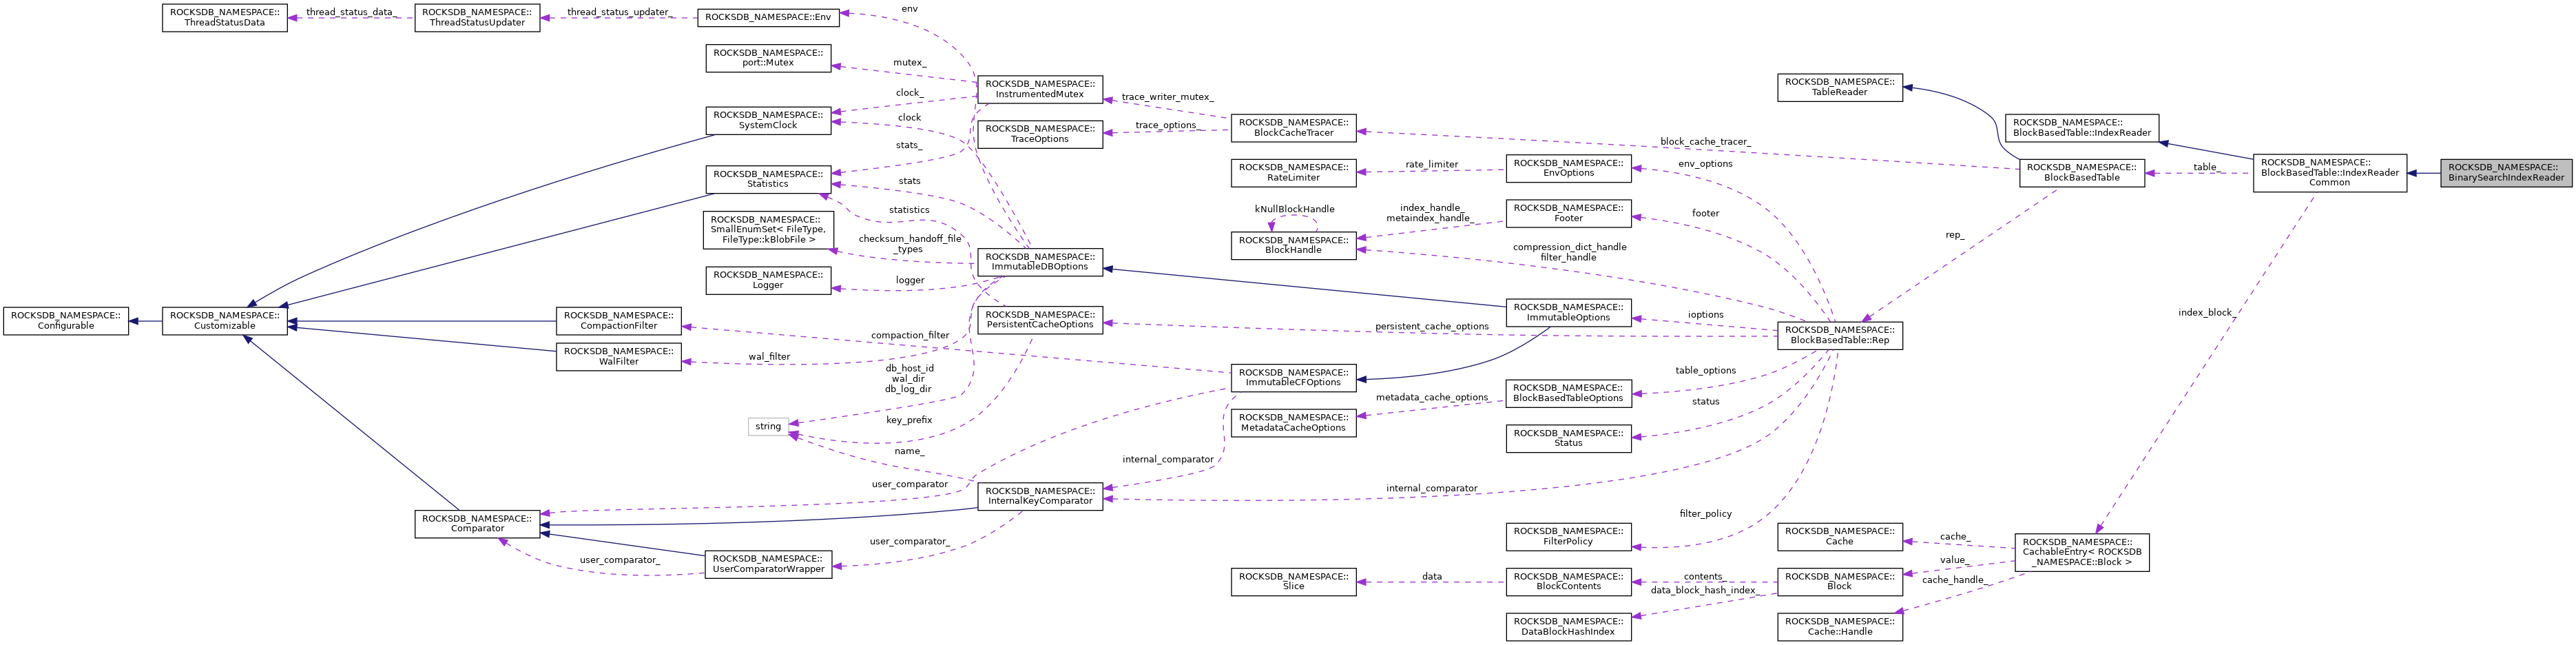 ROCKSDB_NAMESPACE::
ThreadStatusData
thread_status_data_
ROCKSDB_NAMESPACE::
ThreadStatusUpdater
thread_status_updater_
ROCKSDB_NAMESPACE::Env
env
ROCKSDB_NAMESPACE::
port::Mutex
mutex_
ROCKSDB_NAMESPACE::
SystemClock
clock_
clock
ROCKSDB_NAMESPACE::
Statistics
stats_
stats
statistics
ROCKSDB_NAMESPACE::
SmallEnumSet< FileType,
FileType::kBlobFile >
checksum_handoff_file
_types
ROCKSDB_NAMESPACE::
Logger
logger
ROCKSDB_NAMESPACE::
Configurable
ROCKSDB_NAMESPACE::
Customizable
ROCKSDB_NAMESPACE::
CompactionFilter
compaction_filter
ROCKSDB_NAMESPACE::
WalFilter
wal_filter
db_host_id
wal_dir
db_log_dir
string
key_prefix
name_
user_comparator
ROCKSDB_NAMESPACE::
Comparator
user_comparator_
ROCKSDB_NAMESPACE::
UserComparatorWrapper
user_comparator_
ROCKSDB_NAMESPACE::
InstrumentedMutex
trace_writer_mutex_
ROCKSDB_NAMESPACE::
TraceOptions
trace_options_
ROCKSDB_NAMESPACE::
BlockCacheTracer
block_cache_tracer_
ROCKSDB_NAMESPACE::
RateLimiter
rate_limiter
ROCKSDB_NAMESPACE::
EnvOptions
env_options
kNullBlockHandle
ROCKSDB_NAMESPACE::
BlockHandle
index_handle_
metaindex_handle_
ROCKSDB_NAMESPACE::
Footer
footer
compression_dict_handle
filter_handle
ROCKSDB_NAMESPACE::
ImmutableDBOptions
ROCKSDB_NAMESPACE::
PersistentCacheOptions
persistent_cache_options
ROCKSDB_NAMESPACE::
ImmutableOptions
ioptions
ROCKSDB_NAMESPACE::
ImmutableCFOptions
ROCKSDB_NAMESPACE::
MetadataCacheOptions
metadata_cache_options
ROCKSDB_NAMESPACE::
BlockBasedTableOptions
table_options
ROCKSDB_NAMESPACE::
Status
status
internal_comparator
ROCKSDB_NAMESPACE::
InternalKeyComparator
internal_comparator
ROCKSDB_NAMESPACE::
FilterPolicy
filter_policy
ROCKSDB_NAMESPACE::
Slice
data
ROCKSDB_NAMESPACE::
BlockContents
contents_
ROCKSDB_NAMESPACE::
DataBlockHashIndex
data_block_hash_index_
ROCKSDB_NAMESPACE::
TableReader
ROCKSDB_NAMESPACE::
BlockBasedTable::IndexReader
ROCKSDB_NAMESPACE::
BlockBasedTable
table_
ROCKSDB_NAMESPACE::
BlockBasedTable::IndexReader
Common
ROCKSDB_NAMESPACE::
BinarySearchIndexReader
rep_
ROCKSDB_NAMESPACE::
BlockBasedTable::Rep
index_block_
ROCKSDB_NAMESPACE::
Cache
cache_
ROCKSDB_NAMESPACE::
Block
value_
ROCKSDB_NAMESPACE::
Cache::Handle
cache_handle_
ROCKSDB_NAMESPACE::
CachableEntry< ROCKSDB
_NAMESPACE::Block >